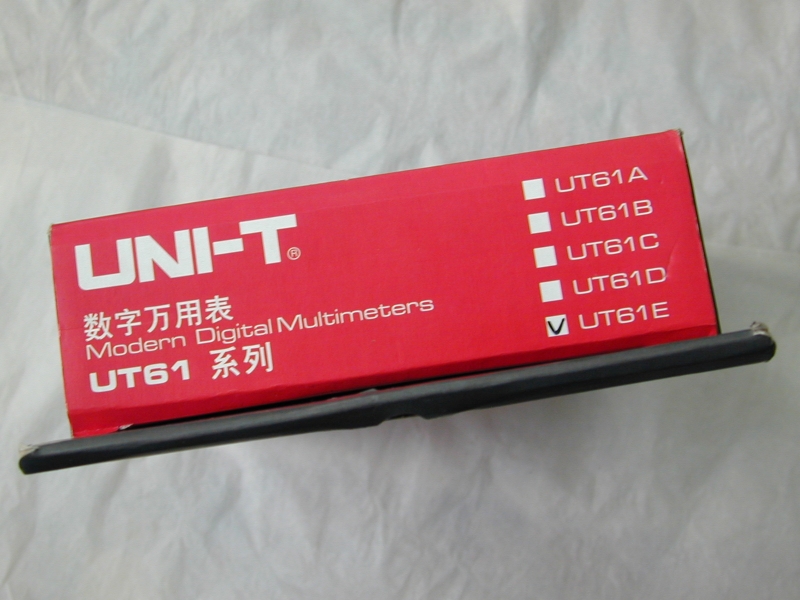 UNI-T®
数字万用表
Modern Digital Multimeters
UT61 系列
UT61A
UT61B
UT61C
UT61D
UT61E